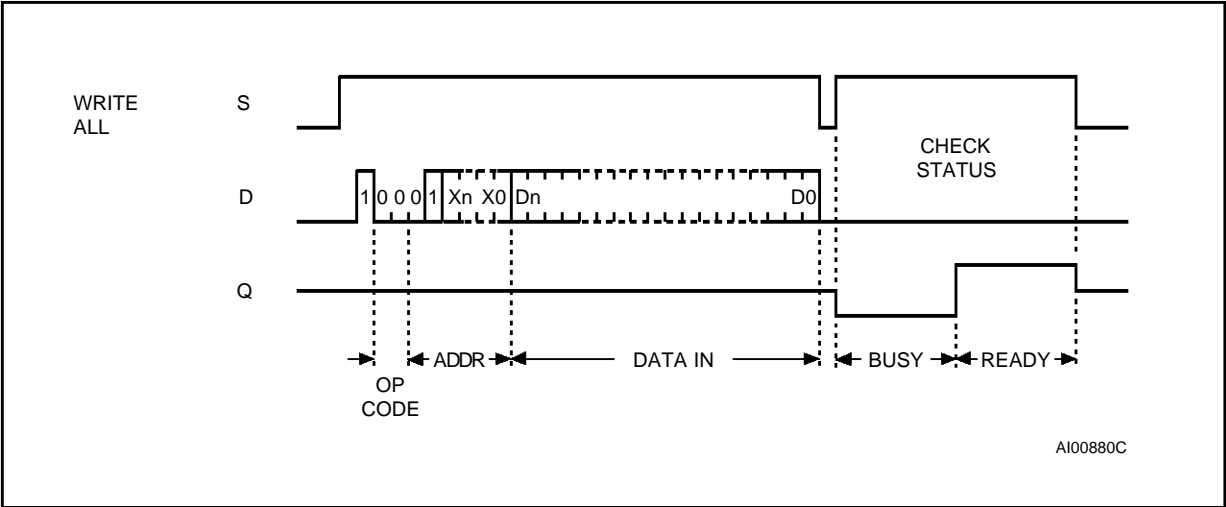 WRITE
ALL
S
CHECK
STATUS
D
1 0 0 0 1 Xn X0 Dn D0
Q
ADDR DATA IN BUSY READY
OP
CODE
AI00880C